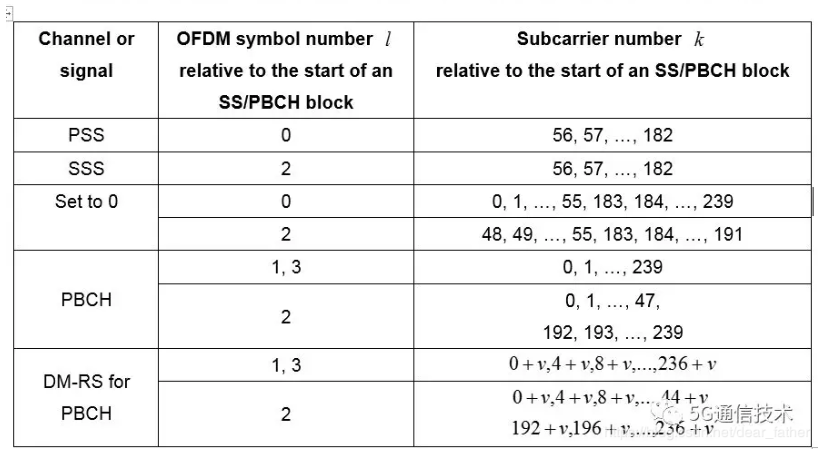 Channel or signal
OFDM symbol number l relative to the start of an SS/PBCH block
Subcarrier number k relative to the start of an SS/PBCH block
PSS
0
56, 57, …, 182
SSS
2
56, 57, …, 182
Set to 0
0
0, 1, …, 55, 183, 184, …, 239
2
48, 49, …, 55, 183, 184, …, 191
PBCH
1, 3
0, 1, …, 239
2
0, 1, …, 47,
192, 193, …, 239
DM-RS for PBCH
1, 3
0+v,4+v,8+v,...,236+v
2
0+v,4+v,8+v,...,44+v
192+v,196+v,...,236+v
5G通信技术